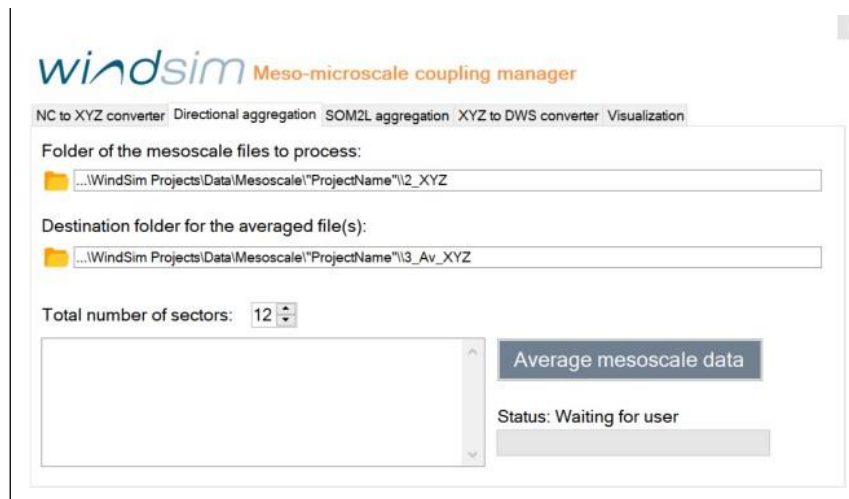 windsim Meso-microscale coupling manager
NC to XYZ converter Directional aggregation SOM2L aggregation XYZ to DWS converter Visualization
Folder of the mesoscale files to process:
...\WindSim Projects\Data\Mesoscale\"ProjectName"\\2_XYZ
Destination folder for the averaged file(s):
...\WindSim Projects\Data\Mesoscale\"ProjectName"\\3_Av_XYZ
Total number of sectors: 12
Average mesoscale data
Status: Waiting for user